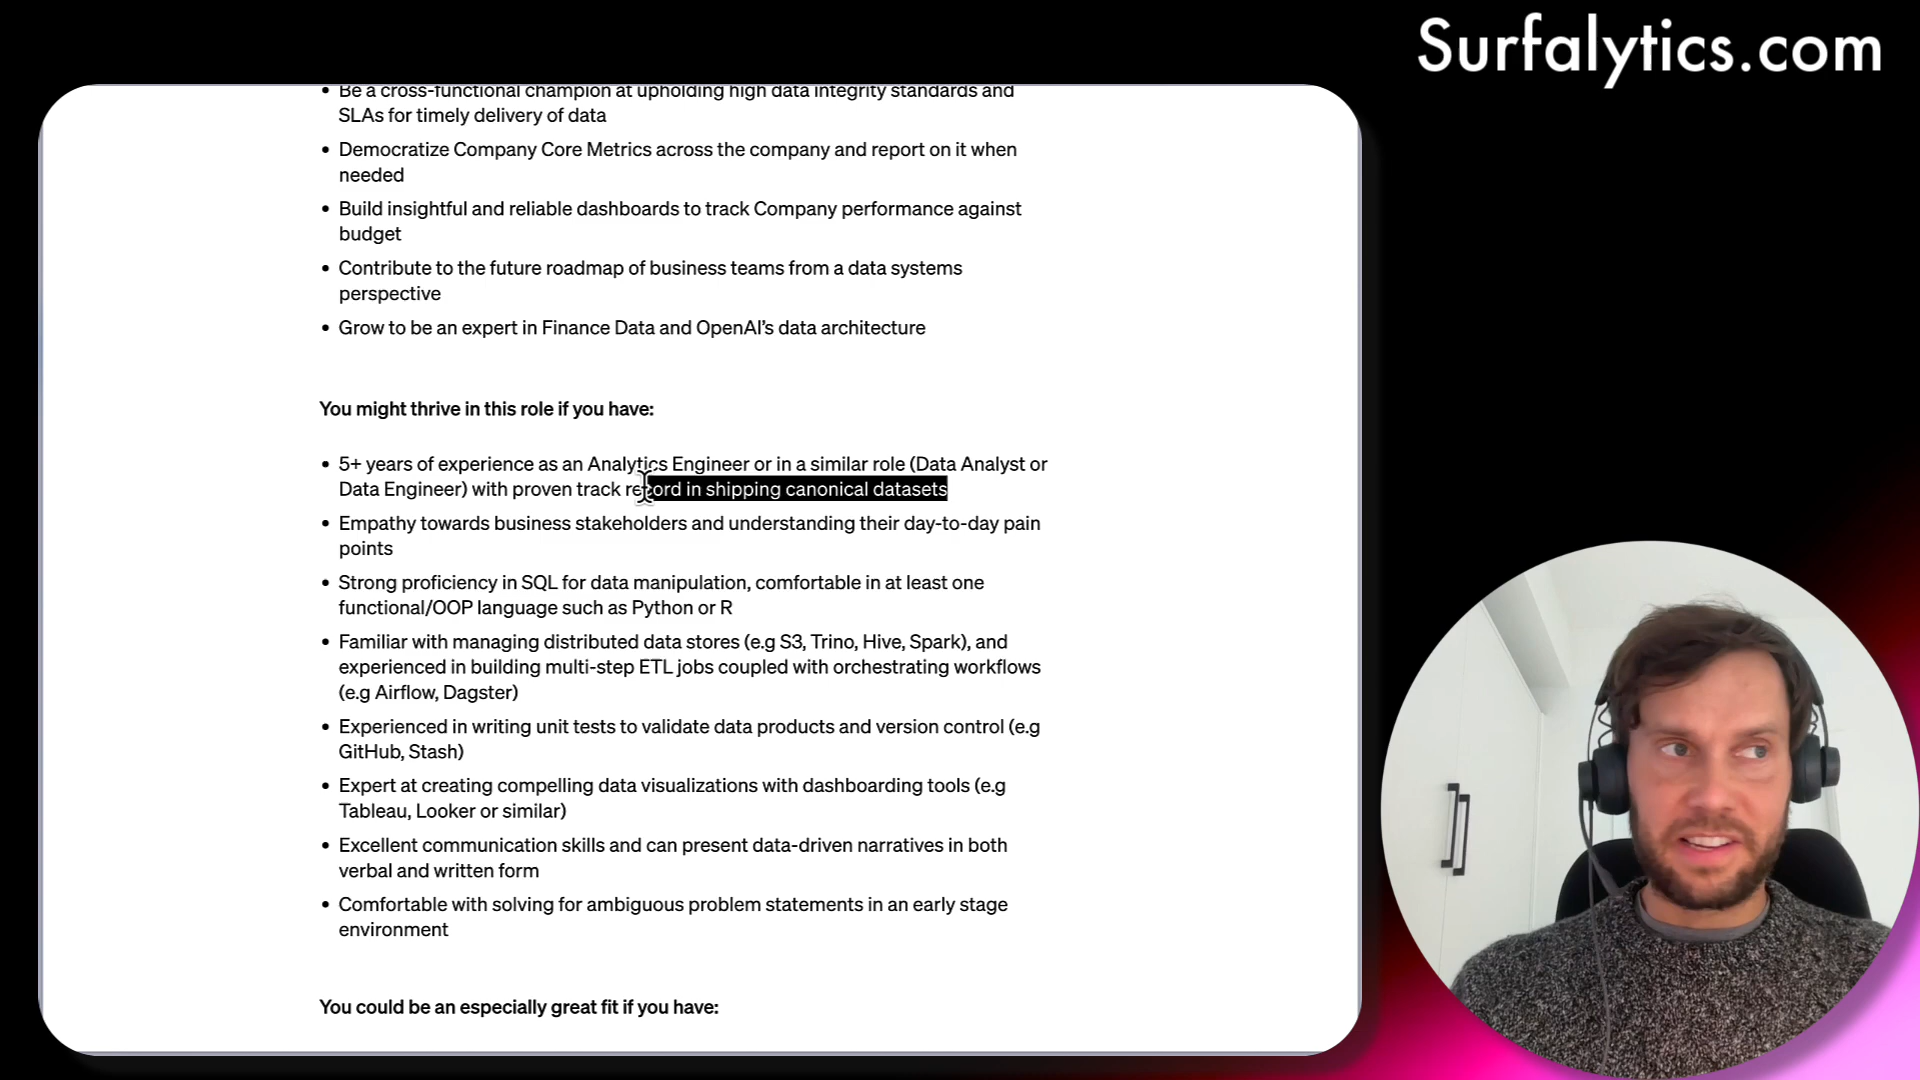 Surfalytics.com
• Be a cross-functional champion at upholding high data integrity standards and
SLAs for timely delivery of data
• Democratize Company Core Metrics across the company and report on it when
needed
• Build insightful and reliable dashboards to track Company performance against
budget
• Contribute to the future roadmap of business teams from a data systems
perspective
• Grow to be an expert in Finance Data and OpenAI’s data architecture
You might thrive in this role if you have:
• 5+ years of experience as an Analytics Engineer or in a similar role (Data Analyst or
Data Engineer) with proven track record in shipping canonical datasets
• Empathy towards business stakeholders and understanding their day-to-day pain
points
• Strong proficiency in SQL for data manipulation, comfortable in at least one
functional/OOP language such as Python or R
• Familiar with managing distributed data stores (e.g S3, Trino, Hive, Spark), and
experienced in building multi-step ETL jobs coupled with orchestrating workflows
(e.g Airflow, Dagster)
• Experienced in writing unit tests to validate data products and version control (e.g
GitHub, Stash)
• Expert at creating compelling data visualizations with dashboarding tools (e.g
Tableau, Looker or similar)
• Excellent communication skills and can present data-driven narratives in both
verbal and written form
• Comfortable with solving for ambiguous problem statements in an early stage
environment
You could be an especially great fit if you have: